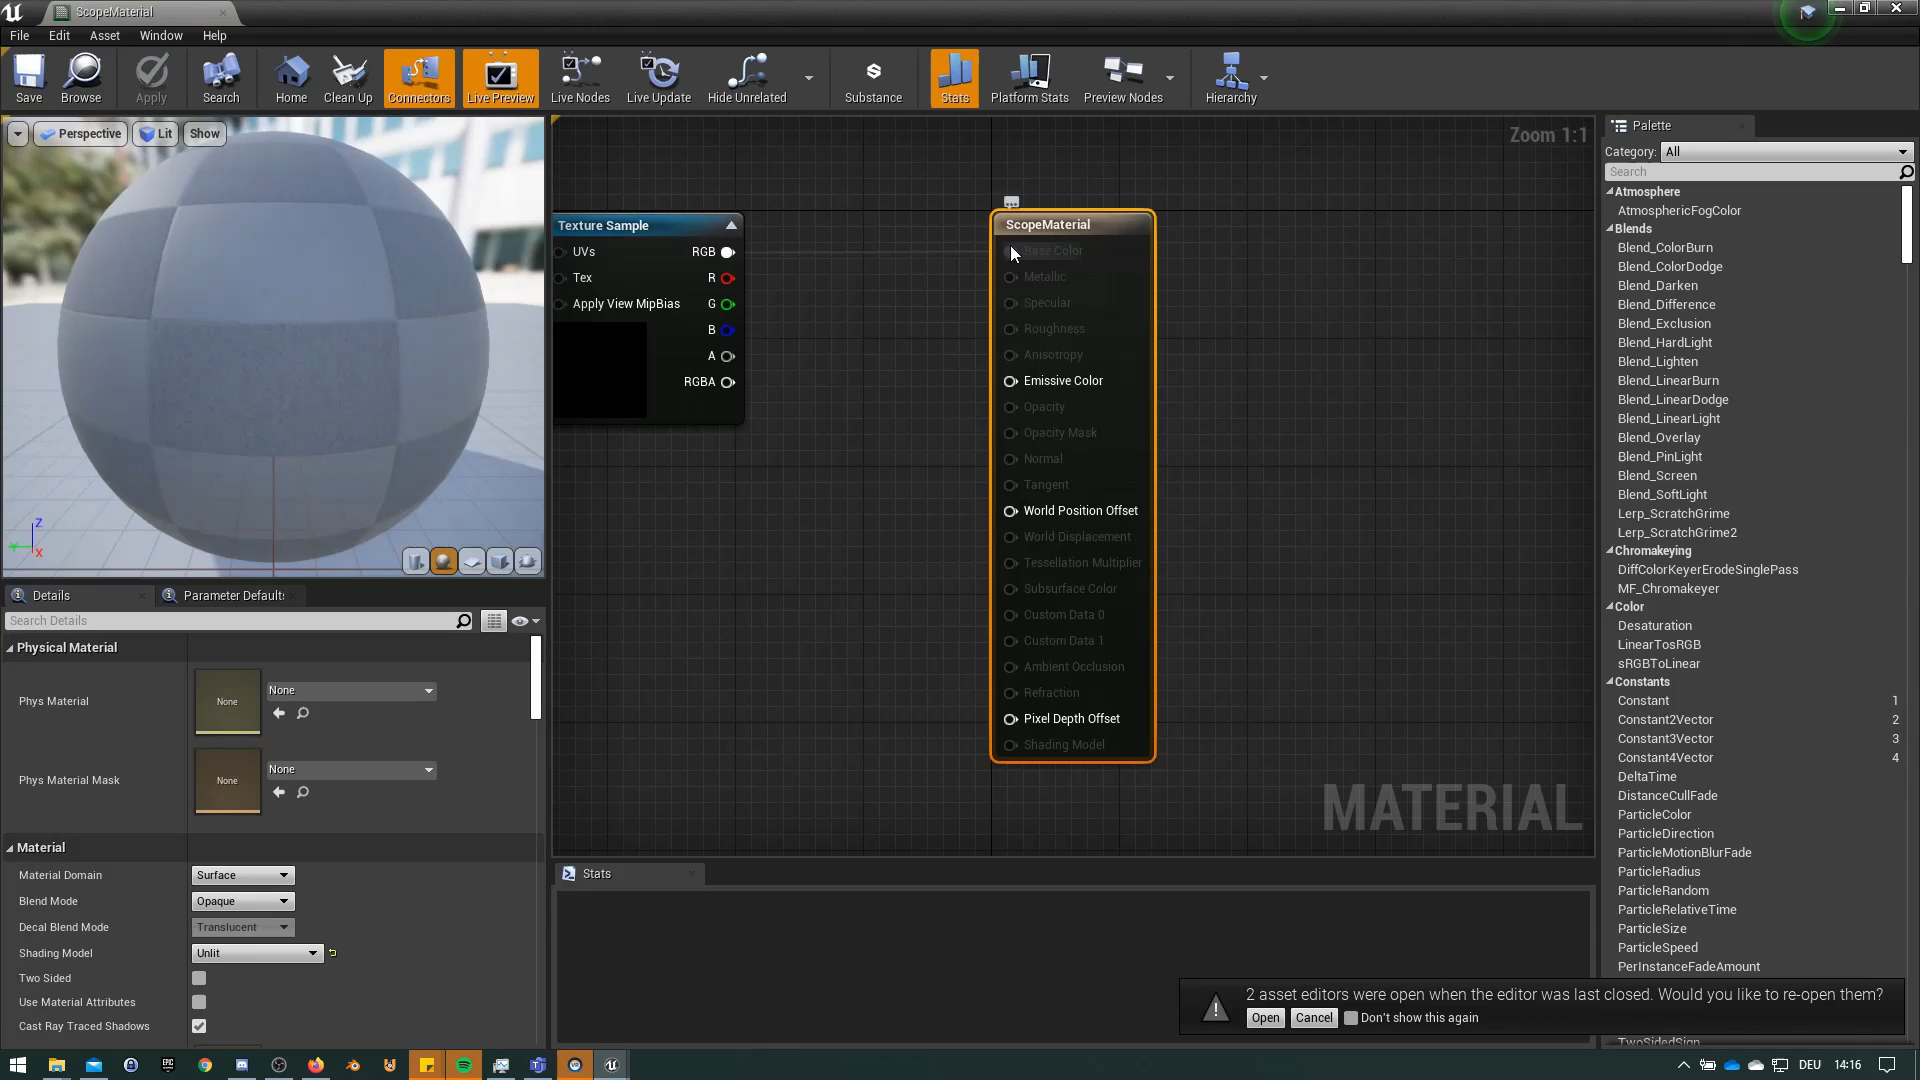 ScopeMaterial
File Edit Asset Window Help
Save Browse Apply Search Home Clean Up Connectors Live Preview Live Nodes Live Update Hide Unrelated Substance Stats Platform Stats Preview Nodes Hierarchy
Perspective Lit Show
Z
Y
X
Zoom 1:1
Texture Sample
UVs RGB
Tex R
Apply View MipBias G
B
A
RGBA
ScopeMaterial
Base Color
Metallic
Specular
Roughness
Anisotropy
Emissive Color
Opacity
Opacity Mask
Normal
Tangent
World Position Offset
World Displacement
Tessellation Multiplier
Subsurface Color
Custom Data 0
Custom Data 1
Ambient Occlusion
Refraction
Pixel Depth Offset
Shading Model
MATERIAL
Details Parameter Defaults
Search Details
Physical Material
Phys Material None None
Phys Material Mask None None
Material
Material Domain Surface
Blend Mode Opaque
Decal Blend Mode Translucent
Shading Model Unlit
Two Sided
Use Material Attributes
Cast Ray Traced Shadows
Stats
Palette
Category: All
Search
Atmosphere
AtmosphericFogColor
Blends
Blend_ColorBurn
Blend_ColorDodge
Blend_Darken
Blend_Difference
Blend_Exclusion
Blend_HardLight
Blend_Lighten
Blend_LinearBurn
Blend_LinearDodge
Blend_LinearLight
Blend_Overlay
Blend_PinLight
Blend_Screen
Blend_SoftLight
Lerp_ScratchGrime
Lerp_ScratchGrime2
Chromakeying
DiffColorKeyerErodeSinglePass
MF_Chromakeyer
Color
Desaturation
LinearTosRGB
sRGBToLinear
Constants
Constant 1
Constant2Vector 2
Constant3Vector 3
Constant4Vector 4
DeltaTime
DistanceCullFade
ParticleColor
ParticleDirection
ParticleMotionBlurFade
ParticleRadius
ParticleRandom
ParticleRelativeTime
ParticleSize
ParticleSpeed
PerInstanceFadeAmount
TwoSidedSign
2 asset editors were open when the editor was last closed. Would you like to re-open them?
Open Cancel Don't show this again
DEU 14:16